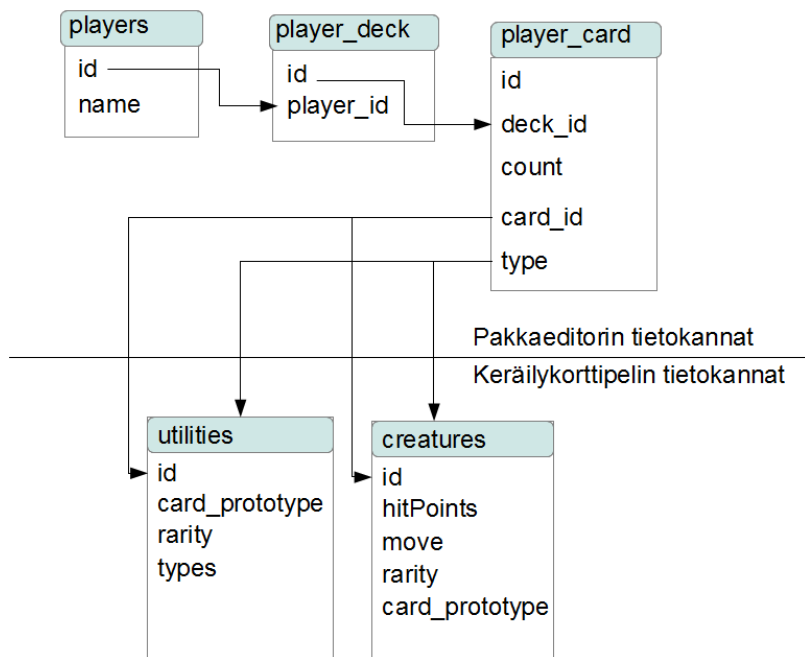 players
id
name
player_deck
id
player_id
player_card
id
deck_id
count
card_id
type
Pakkaeditorin tietokannat
Keräilykorttipelin tietokannat
utilities
id
card_prototype
rarity
types
creatures
id
hitPoints
move
rarity
card_prototype